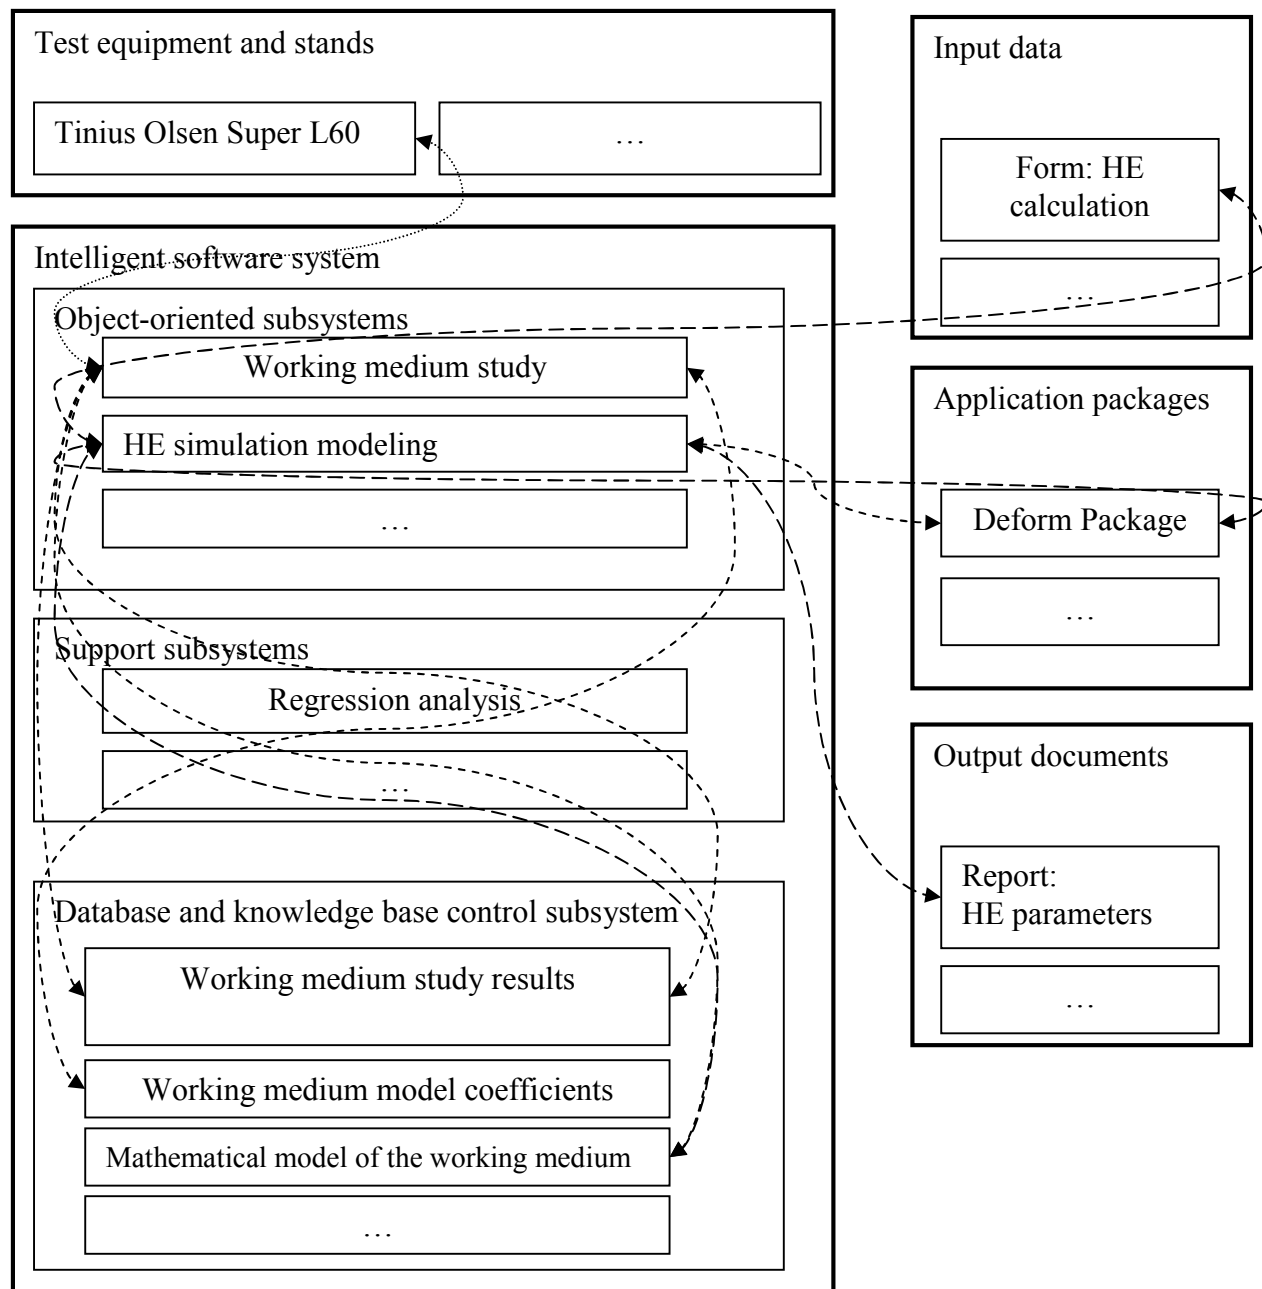 Test equipment and stands
Tinius Olsen Super L60
…
Intelligent software system
Object-oriented subsystems
Working medium study
HE simulation modeling
…
Support subsystems
Regression analysis
…
Database and knowledge base control subsystem
Working medium study results
Working medium model coefficients
Mathematical model of the working medium
…
Input data
Form: HE
calculation
…
Application packages
Deform Package
…
Output documents
Report:
HE parameters
…